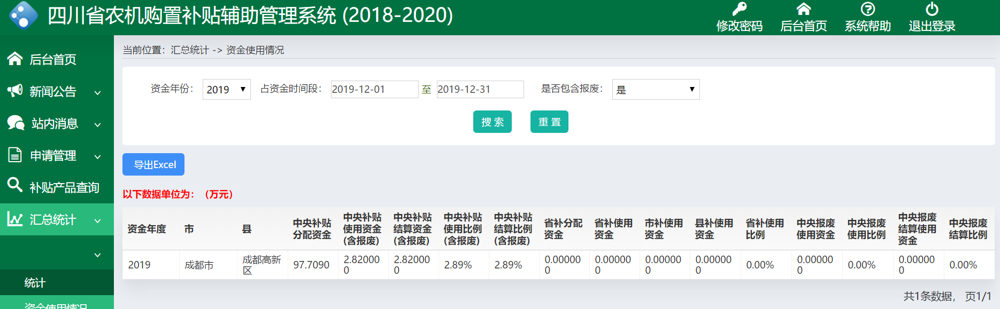 四川省农机购置补贴辅助管理系统 (2018-2020)
修改密码 后台首页 系统帮助 退出登录
后台首页
新闻公告
站内消息
申请管理
补贴产品查询
汇总统计
统计
资金使用情况
当前位置：汇总统计 -> 资金使用情况
资金年份： 2019 占资金时间段： 2019-12-01 至 2019-12-31 是否包含报废： 是
搜 索 重 置
导出Excel
以下数据单位为：（万元）
资金年度 市 县 中央补贴分配资金 中央补贴使用资金(含报废) 中央补贴结算资金(含报废) 中央补贴使用比例(含报废) 中央补贴结算比例(含报废) 省补分配资金 省补使用资金 市补使用资金 县补使用资金 省补使用比例 中央报废使用资金 中央报废使用比例 中央报废结算使用资金 中央报废结算比例
2019 成都市 成都高新区 97.7090 2.820000 2.820000 2.89% 2.89% 0.000000 0.000000 0.000000 0.000000 0.00% 0.000000 0.00% 0.000000 0.00%
共1条数据， 页1/1